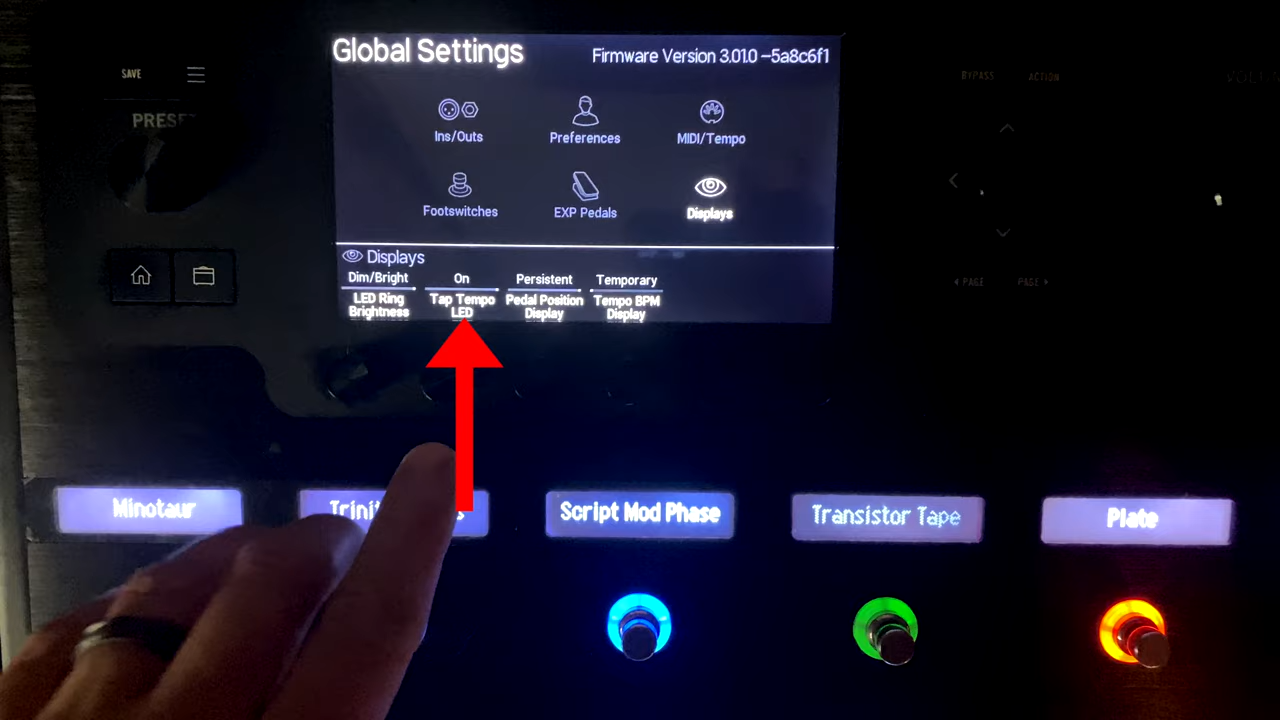 Global Settings
Firmware Version 3.01.0 –5a8c6f1
SAVE
BYPASS ACTION
PRESE
Ins/Outs Preferences MIDI/Tempo
Footswitches EXP Pedals Displays
Displays
Dim/Bright On Persistent Temporary
LED Ring Tap Tempo Pedal Position Tempo BPM
Brightness LED Display Display
PAGE PAGE
Minotaur Script Mod Phase Transistor Tape Plate